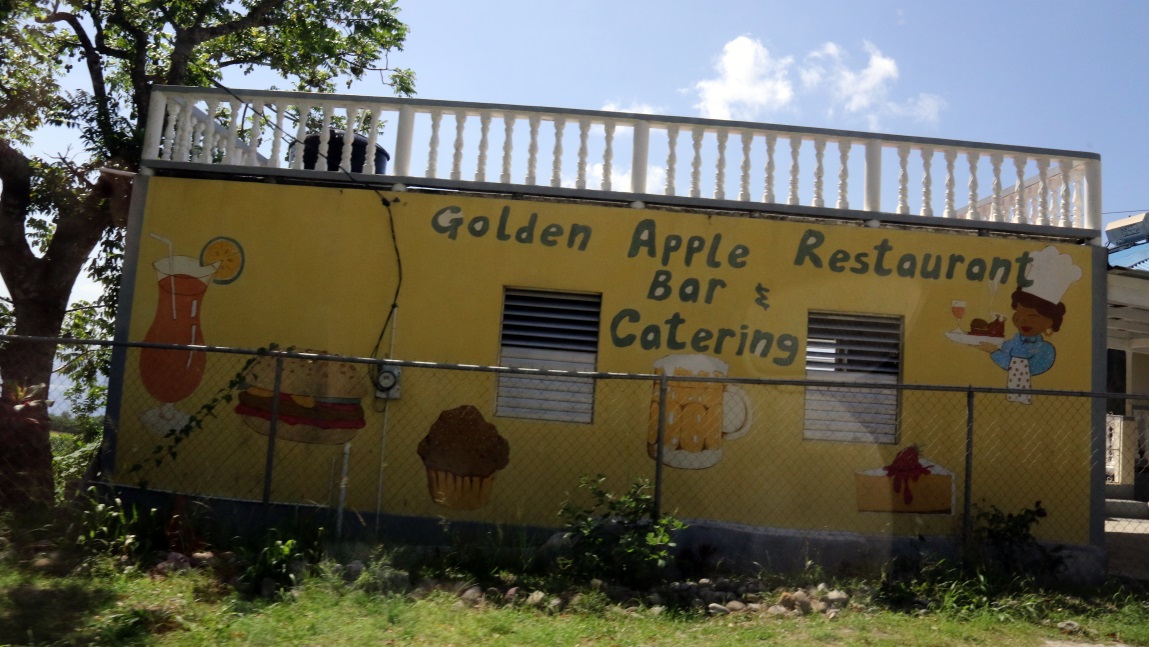 Golden Apple Restaurant
Bar &
Catering